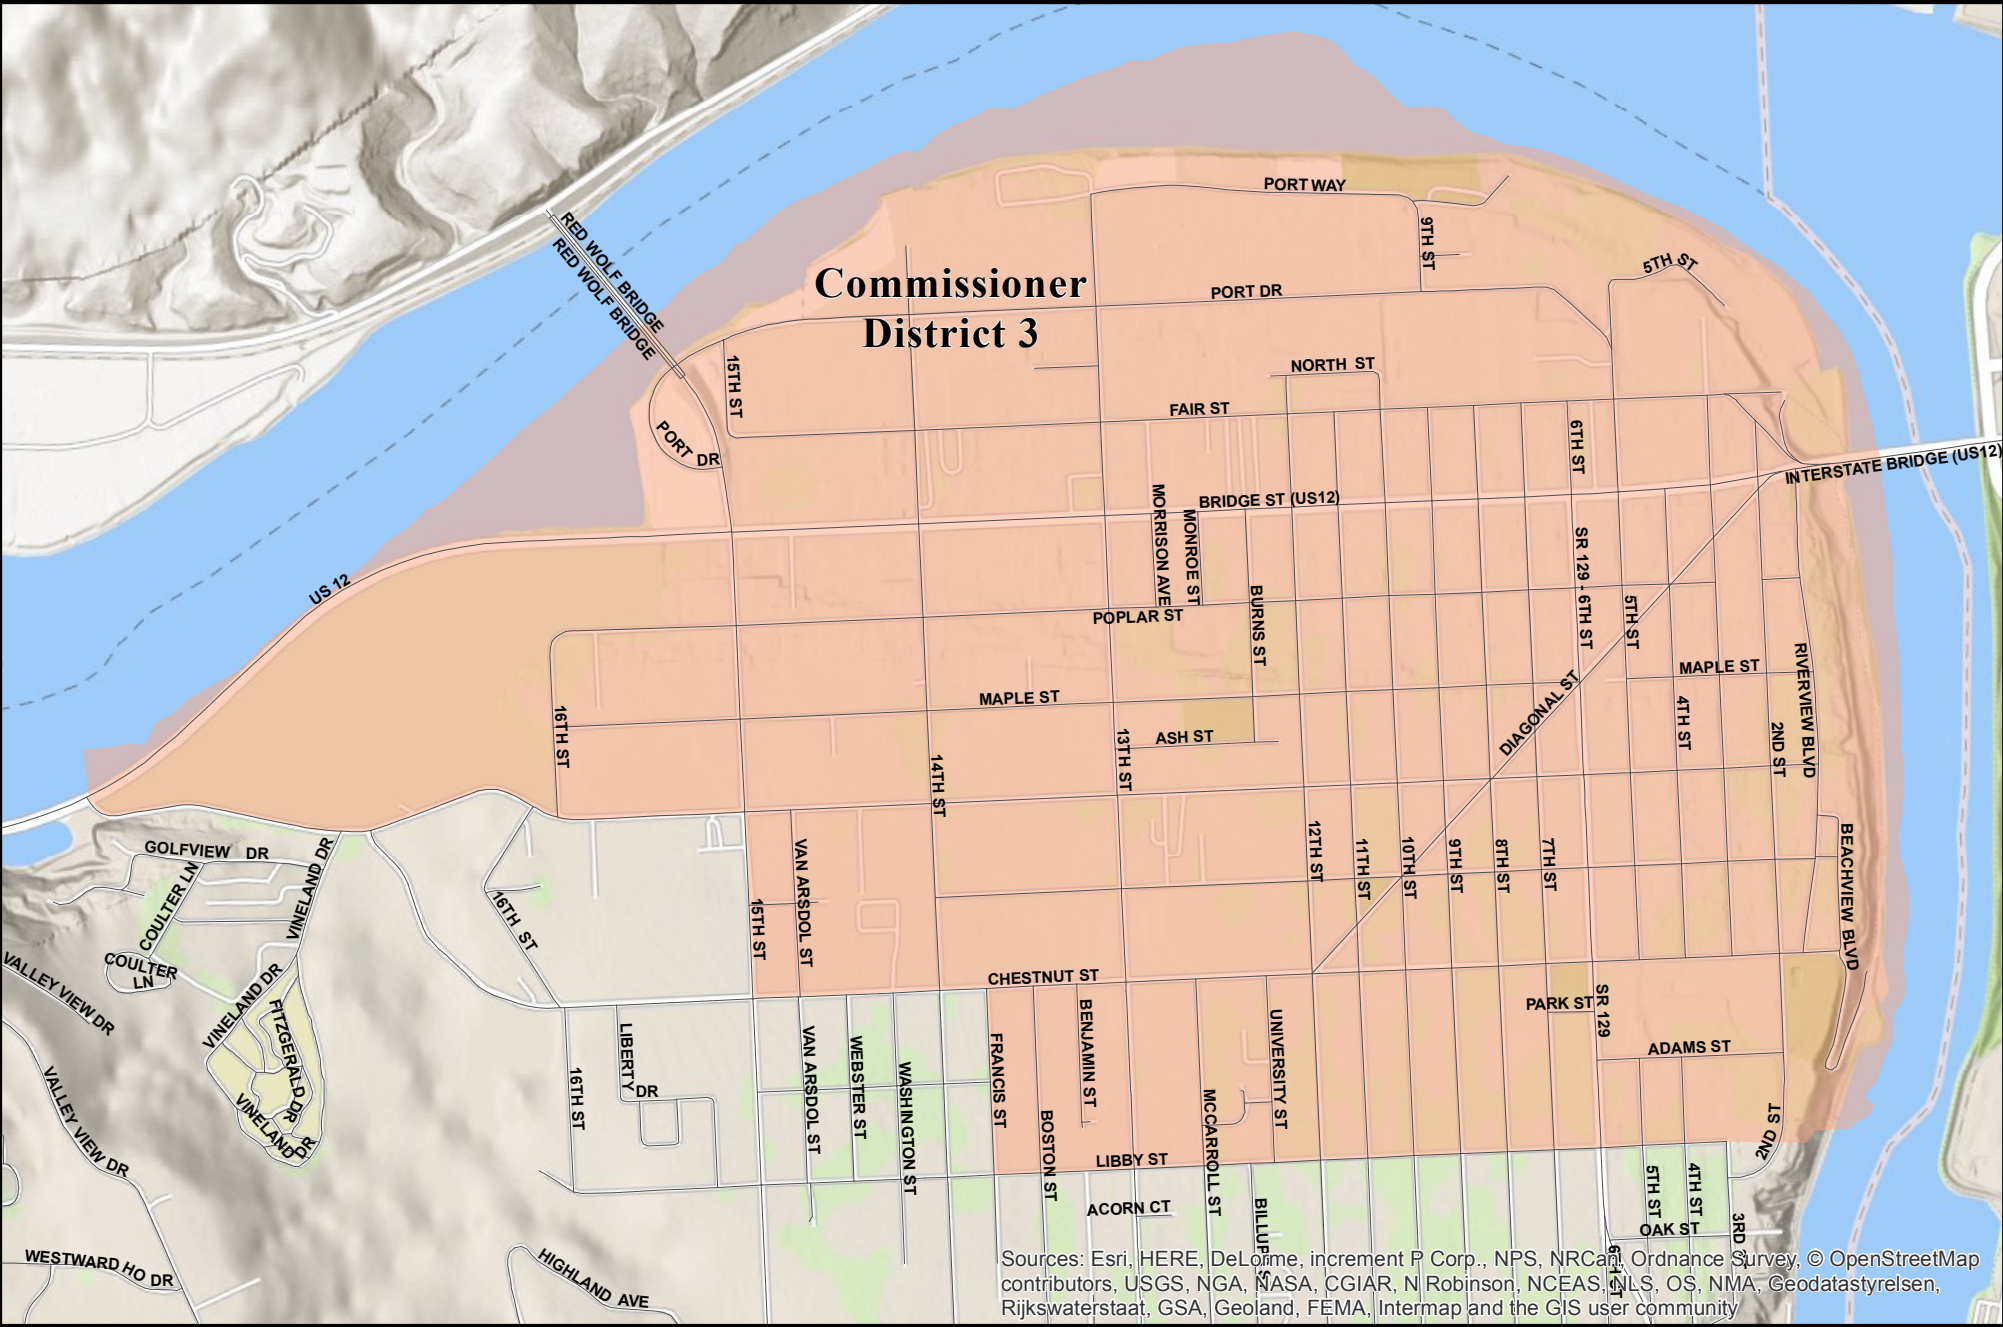 PORT WAY
9TH ST
5TH ST
RED WOLF BRIDGE
RED WOLF BRIDGE
Commissioner
District 3
PORT DR
15TH ST
NORTH ST
FAIR ST
PORT DR
6TH ST
INTERSTATE BRIDGE (US12)
BRIDGE ST (US12)
MORRISON AVE
MONROE ST
US 12
SR 129 - 6TH ST
BURNS ST
5TH ST
POPLAR ST
RIVERVIEW BLVD
MAPLE ST
MAPLE ST
DIAGONAL ST
4TH ST
2ND ST
16TH ST
ASH ST
13TH ST
14TH ST
GOLFVIEW DR
COULTER LN
VINELAND DR
VAN ARSDOL ST
12TH ST
11TH ST
10TH ST
9TH ST
8TH ST
7TH ST
BEACHVIEW BLVD
16TH ST
15TH ST
COULTER
LN
VALLEY VIEW DR
VINELAND DR
CHESTNUT ST
PARK ST
SR 129
FITZGERALD DR
LIBERTY DR
VAN ARSDOL ST
WEBSTER ST
WASHINGTON ST
FRANCIS ST
BENJAMIN ST
UNIVERSITY ST
ADAMS ST
VALLEY VIEW DR
VINELAND DR
16TH ST
BOSTON ST
MCCARROLL ST
2ND ST
LIBBY ST
5TH ST
4TH ST
ACORN CT
OAK ST
WESTWARD HO DR
HIGHLAND AVE
6TH ST
Sources: Esri, HERE, DeLorme, increment P Corp., NPS, NRCan, Ordnance Survey, © OpenStreetMap
contributors, USGS, NGA, NASA, CGIAR, N Robinson, NCEAS, NLS, OS, NMA, Geodatastyrelsen,
Rijkswaterstaat, GSA, Geoland, FEMA, Intermap and the GIS user community